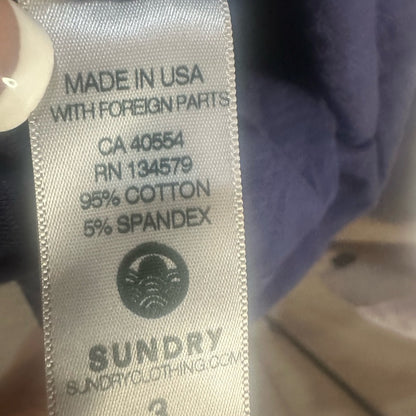 MADE IN USA
WITH FOREIGN PARTS
CA 40554
RN 134579
95% COTTON
5% SPANDEX
SUNDRY
SUNDRYCLOTHING.COM
3